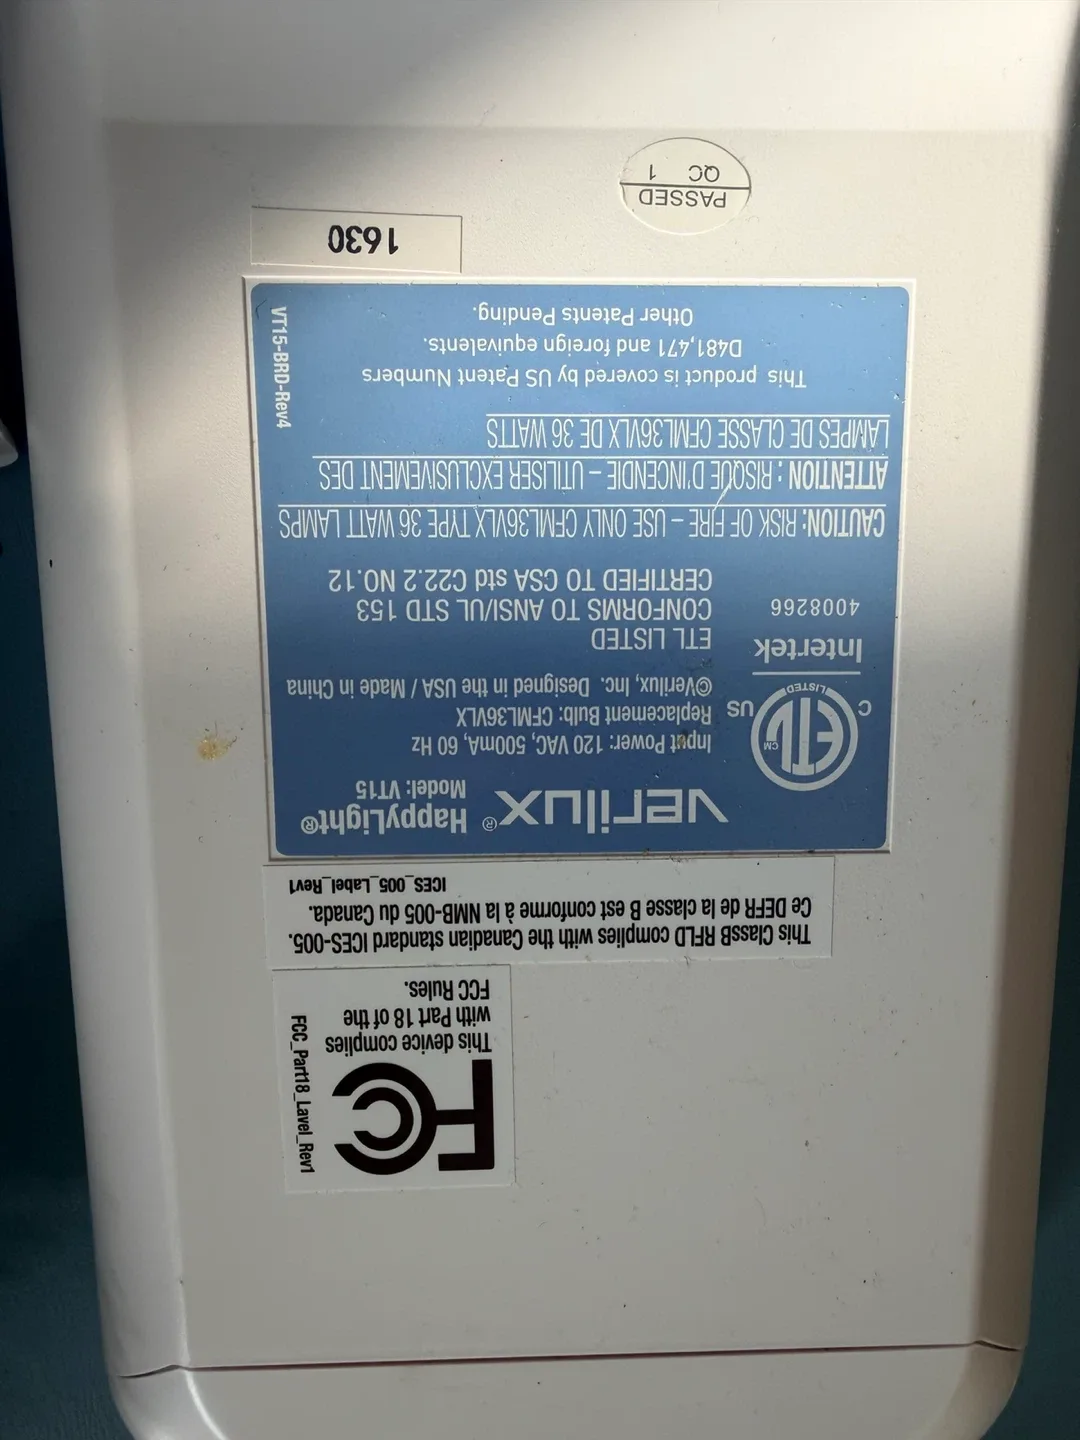 FC
This device complies
with Part 18 of the
FCC Rules.
FCC_Part18_Lavel_Rev1
This ClassB RFLD complies with the Canadian standard ICES-005.
Ce DEFR de la classe B est conforme à la NMB-005 du Canada.
ICES_005_Label_Rev1
verilux® HappyLight®
Model: VT15
Input Power: 120 VAC, 500mA, 60 Hz
Replacement Bulb: CFML36VLX
©Verilux, Inc. Designed in the USA / Made in China
ETL CM
LISTED
C US
Intertek
4008266
ETL LISTED
CONFORMS TO ANSI/UL STD 153
CERTIFIED TO CSA std C22.2 NO.12
CAUTION: RISK OF FIRE – USE ONLY CFML36VLX TYPE 36 WATT LAMPS
ATTENTION : RISQUE D'INCENDIE – UTILISER EXCLUSIVEMENT DES
LAMPES DE CLASSE CFML36VLX DE 36 WATTS
This product is covered by US Patent Numbers
D481,471 and foreign equivalents.
Other Patents Pending.
VT15-BRD-Rev4
1630
PASSED
QC 1